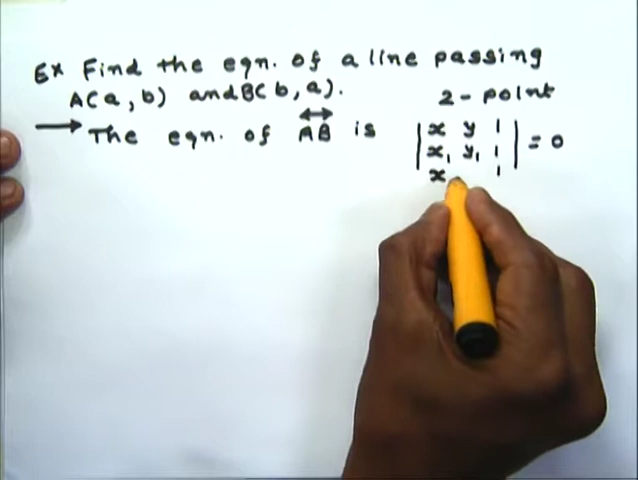 Ex Find the eqn. of a line passing
A(a, b) and B(b, a).
2 - point
→ The eqn. of AB is
| x y 1 |
| x₁ y₁ 1 | = 0
x 1